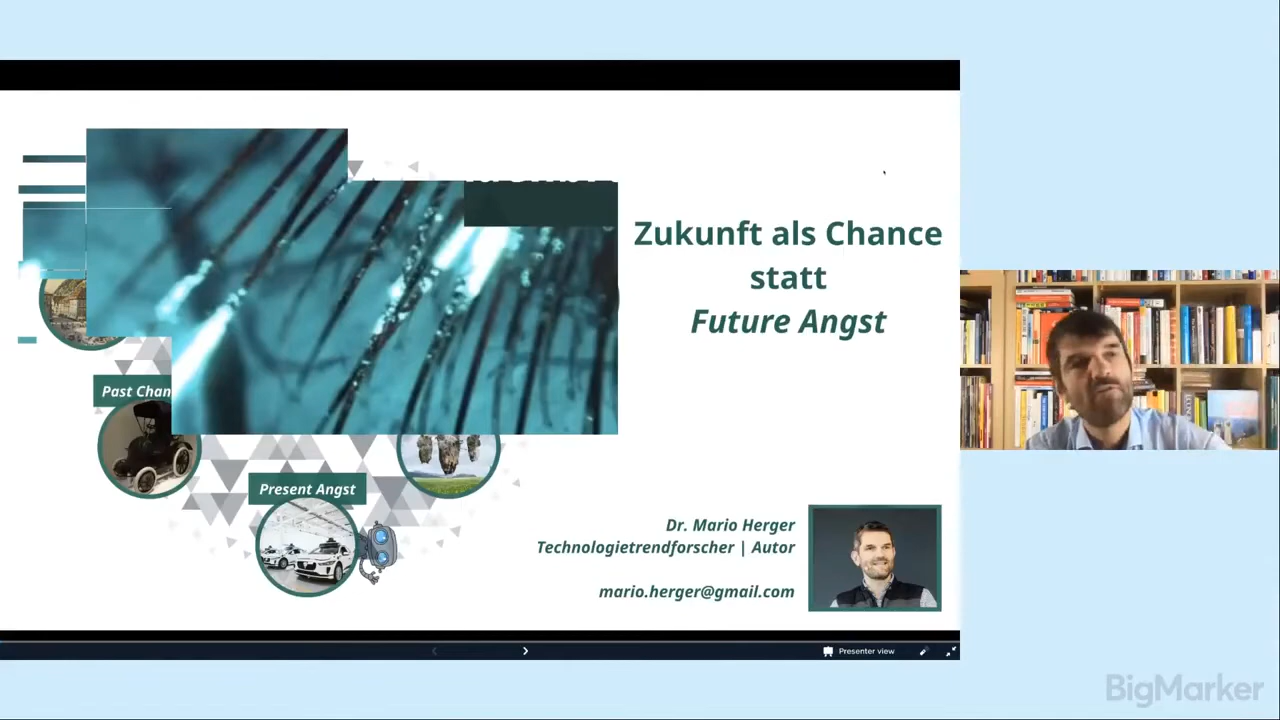 Zukunft als Chance
statt
Future Angst
Past Chan
Present Angst
Dr. Mario Herger
Technologietrendforscher | Autor
mario.herger@gmail.com
Presenter view
BigMarker